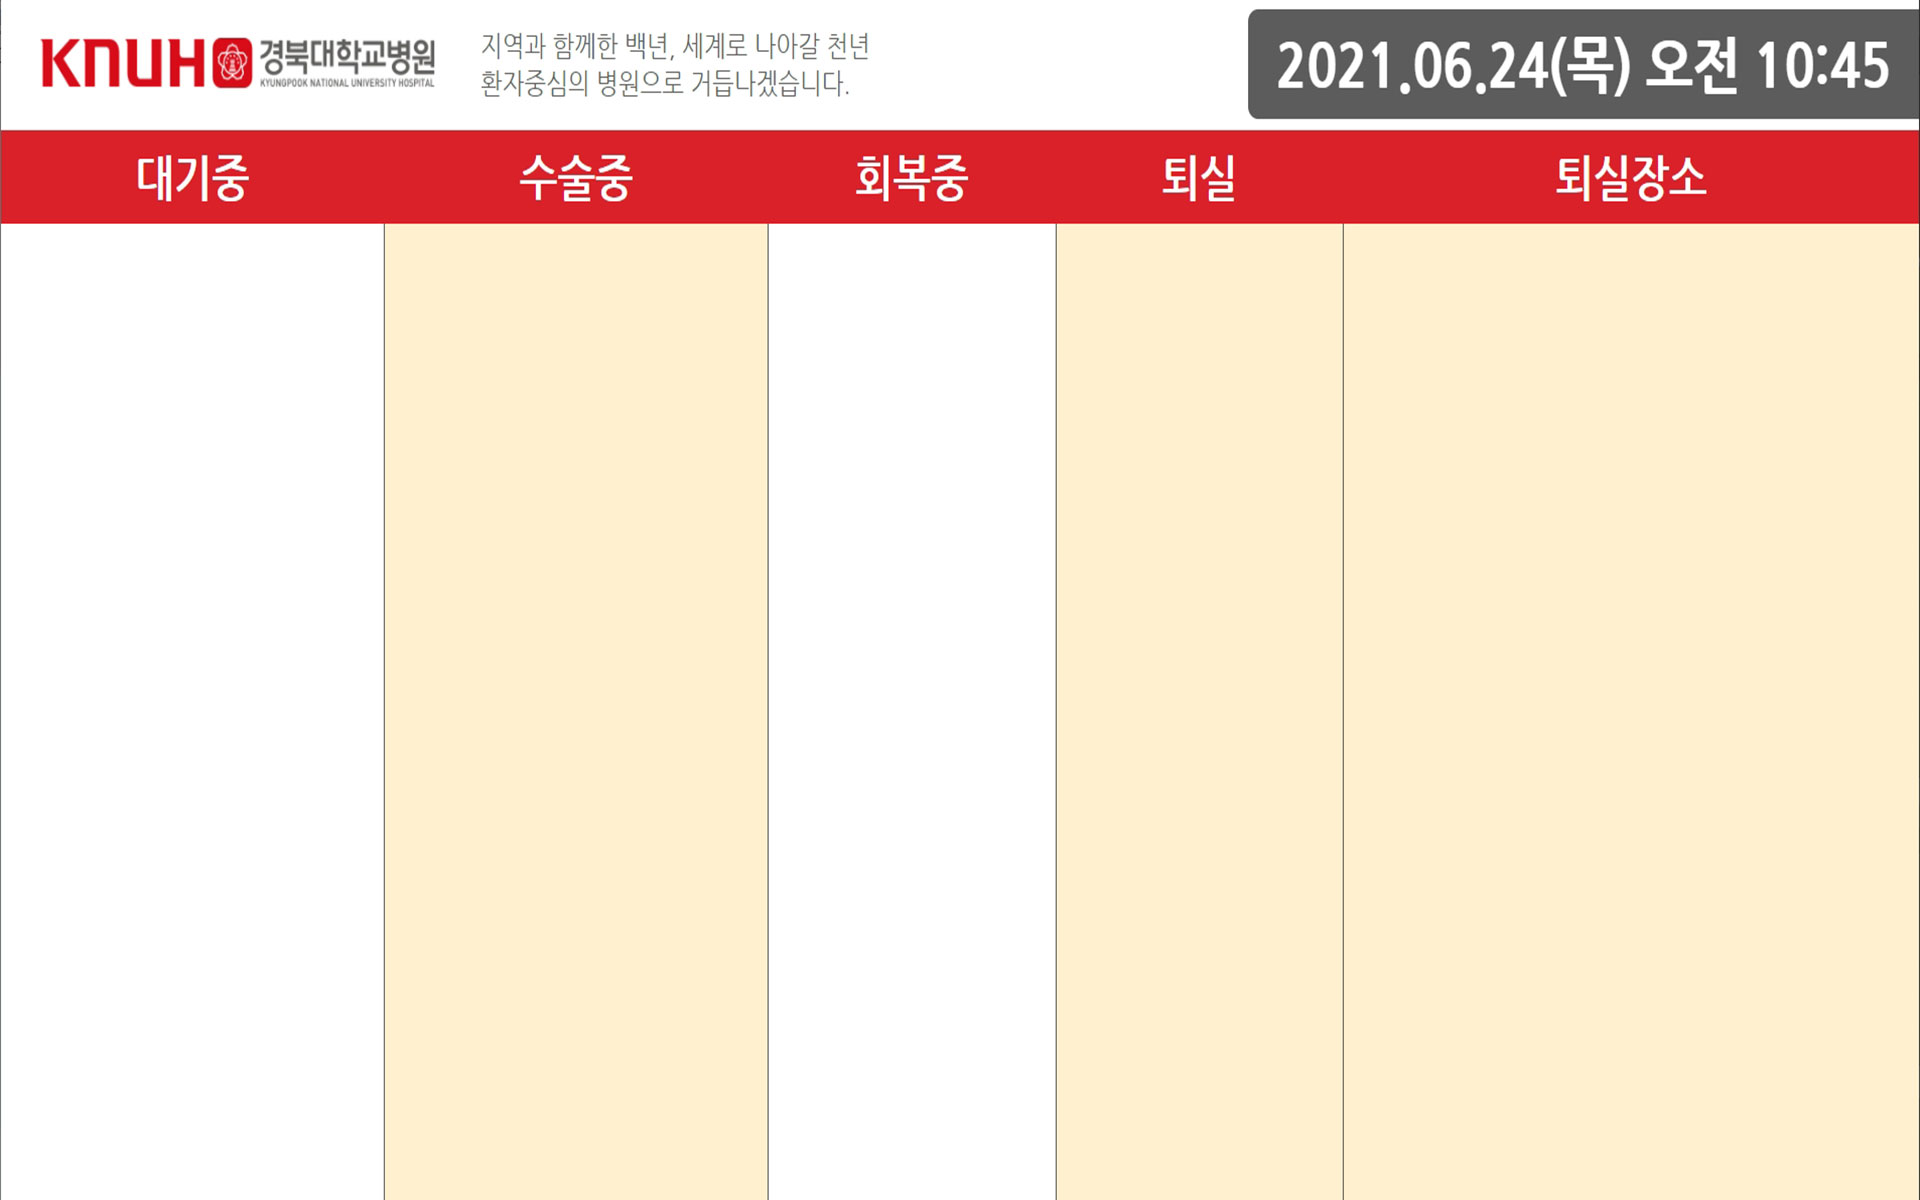 KNUH 경북대학교병원
KYUNGPOOK NATIONAL UNIVERSITY HOSPITAL
지역과 함께한 백년, 세계로 나아갈 천년
환자중심의 병원으로 거듭나겠습니다.
2021.06.24(목) 오전 10:45
대기중 수술중 회복중 퇴실 퇴실장소